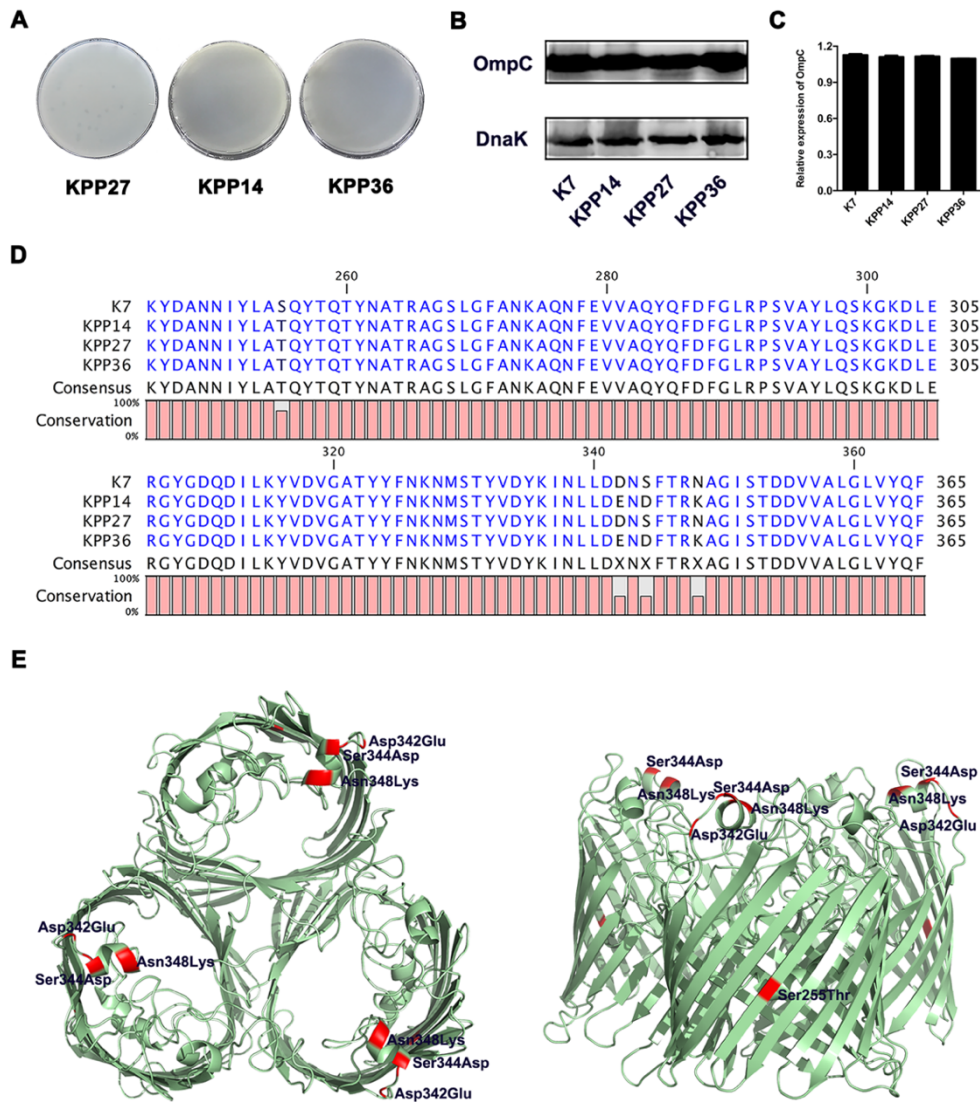 A
KPP27
KPP14
KPP36
B
OmpC
DnaK
K7
KPP14
KPP27
KPP36
C
Relative expression of OmpC
1.2
0.9
0.6
0.3
0.0
K7
KPP14
KPP27
KPP36
D
260
280
300
K7 KYDANNIYLASQYTQTYNATRAGSLGFANKAQNFEVVAQYQFDFGLRPSVAYLQSKGKDLE 305
KPP14 KYDANNIYLATQYTQTYNATRAGSLGFANKAQNFEVVAQYQFDFGLRPSVAYLQSKGKDLE 305
KPP27 KYDANNIYLATQYTQTYNATRAGSLGFANKAQNFEVVAQYQFDFGLRPSVAYLQSKGKDLE 305
KPP36 KYDANNIYLATQYTQTYNATRAGSLGFANKAQNFEVVAQYQFDFGLRPSVAYLQSKGKDLE 305
Consensus KYDANNIYLATQYTQTYNATRAGSLGFANKAQNFEVVAQYQFDFGLRPSVAYLQSKGKDLE
100%
Conservation
0%
320
340
360
K7 RGYGDQDILKYVDVGATYYFNKNMSTYVDYKINLLDDNSFTRNAGISTDDVVALGLVYQF 365
KPP14 RGYGDQDILKYVDVGATYYFNKNMSTYVDYKINLLDENDFTRKAGISTDDVVALGLVYQF 365
KPP27 RGYGDQDILKYVDVGATYYFNKNMSTYVDYKINLLDDNSFTRNAGISTDDVVALGLVYQF 365
KPP36 RGYGDQDILKYVDVGATYYFNKNMSTYVDYKINLLDENDFTRKAGISTDDVVALGLVYQF 365
Consensus RGYGDQDILKYVDVGATYYFNKNMSTYVDYKINLLDXNXFTRXAGISTDDVVALGLVYQF
100%
Conservation
0%
E
Asp342Glu
Ser344Asp
Asn348Lys
Asp342Glu
Ser344Asp
Asn348Lys
Asn348Lys
Ser344Asp
Asp342Glu
Ser344Asp
Asn348Lys
Ser344Asp
Asn348Lys
Asp342Glu
Ser344Asp
Asn348Lys
Asp342Glu
Ser255Thr